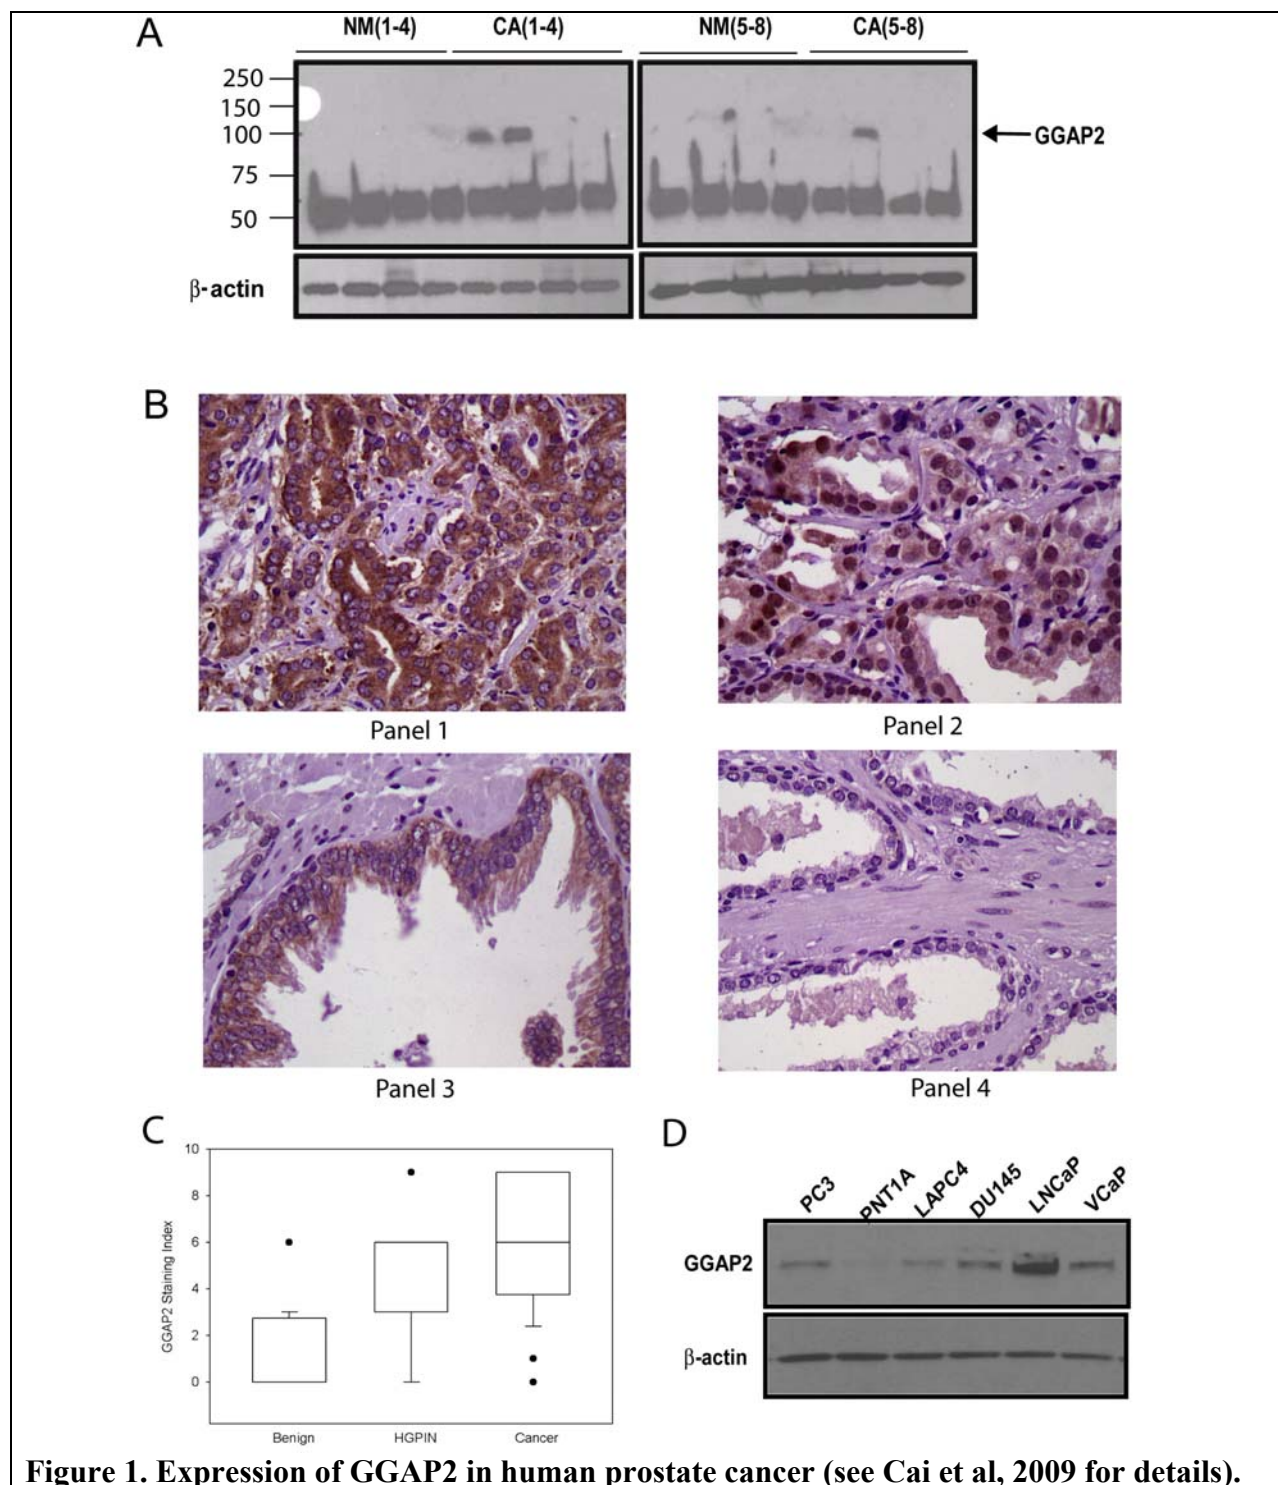 A
NM(1-4) CA(1-4) NM(5-8) CA(5-8)
250
150
100
GGAP2
75
50
β-actin
B
Panel 1
Panel 2
Panel 3
Panel 4
C
GGAP2 Staining Index
10
8
6
4
2
0
Benign HGPIN Cancer
D
PC3 PNT1A LAPC4 DU145 LNCaP VCaP
GGAP2
β-actin
Figure 1. Expression of GGAP2 in human prostate cancer (see Cai et al, 2009 for details).